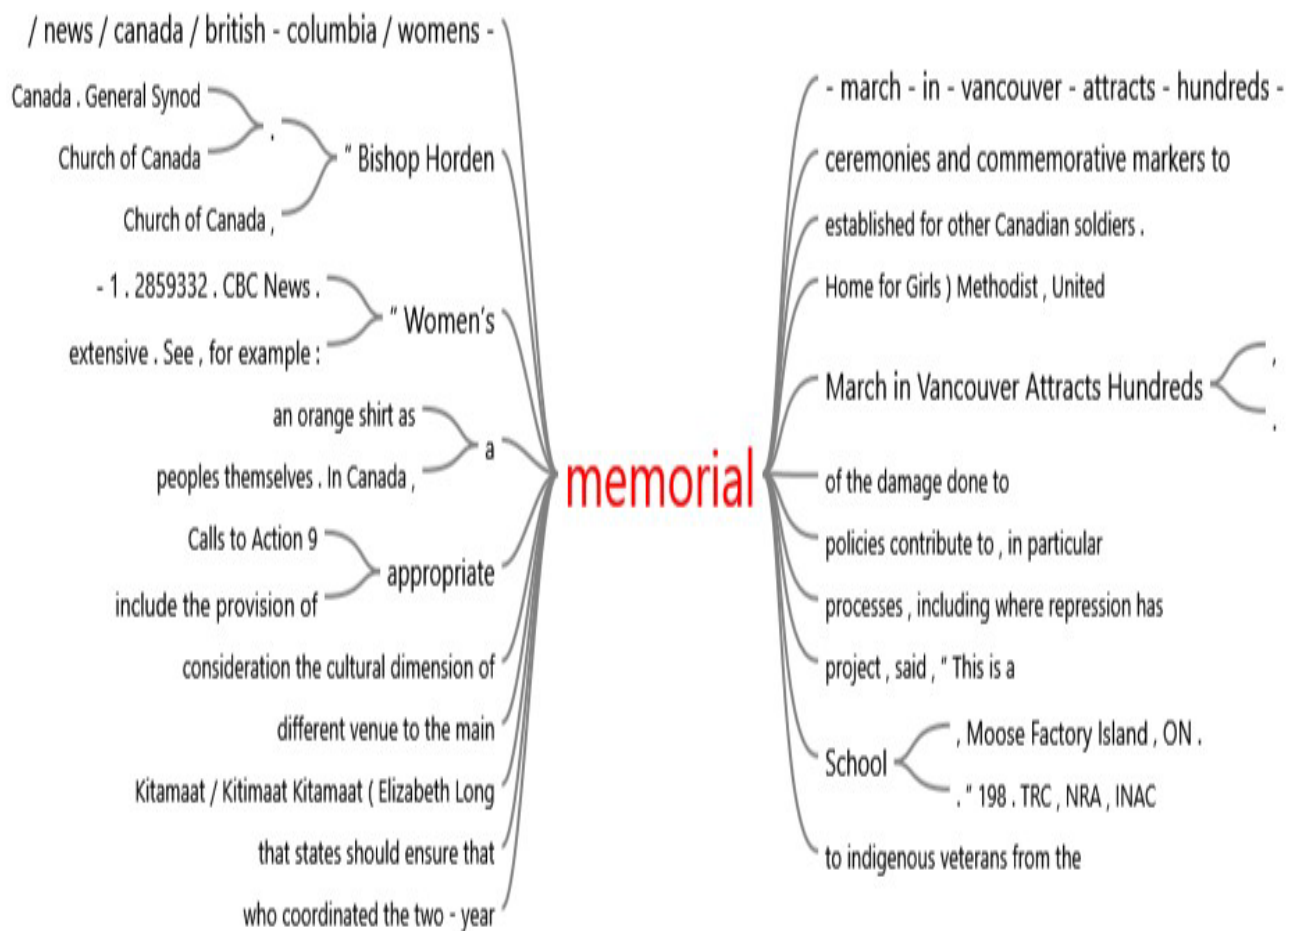 / news / canada / british - columbia / womens -
Canada . General Synod
Church of Canada
.
Church of Canada ,
" Bishop Horden
- 1 . 2859332 . CBC News .
extensive . See , for example :
" Women's
an orange shirt as
peoples themselves . In Canada ,
a
Calls to Action 9
include the provision of
appropriate
consideration the cultural dimension of
different venue to the main
Kitamaat / Kitimaat Kitamaat ( Elizabeth Long
that states should ensure that
who coordinated the two - year
memorial
- march - in - vancouver - attracts - hundreds -
ceremonies and commemorative markers to
established for other Canadian soldiers .
Home for Girls ) Methodist , United
March in Vancouver Attracts Hundreds
,
.
of the damage done to
policies contribute to , in particular
processes , including where repression has
project , said , " This is a
School
, Moose Factory Island , ON .
. " 198 . TRC , NRA , INAC
to indigenous veterans from the